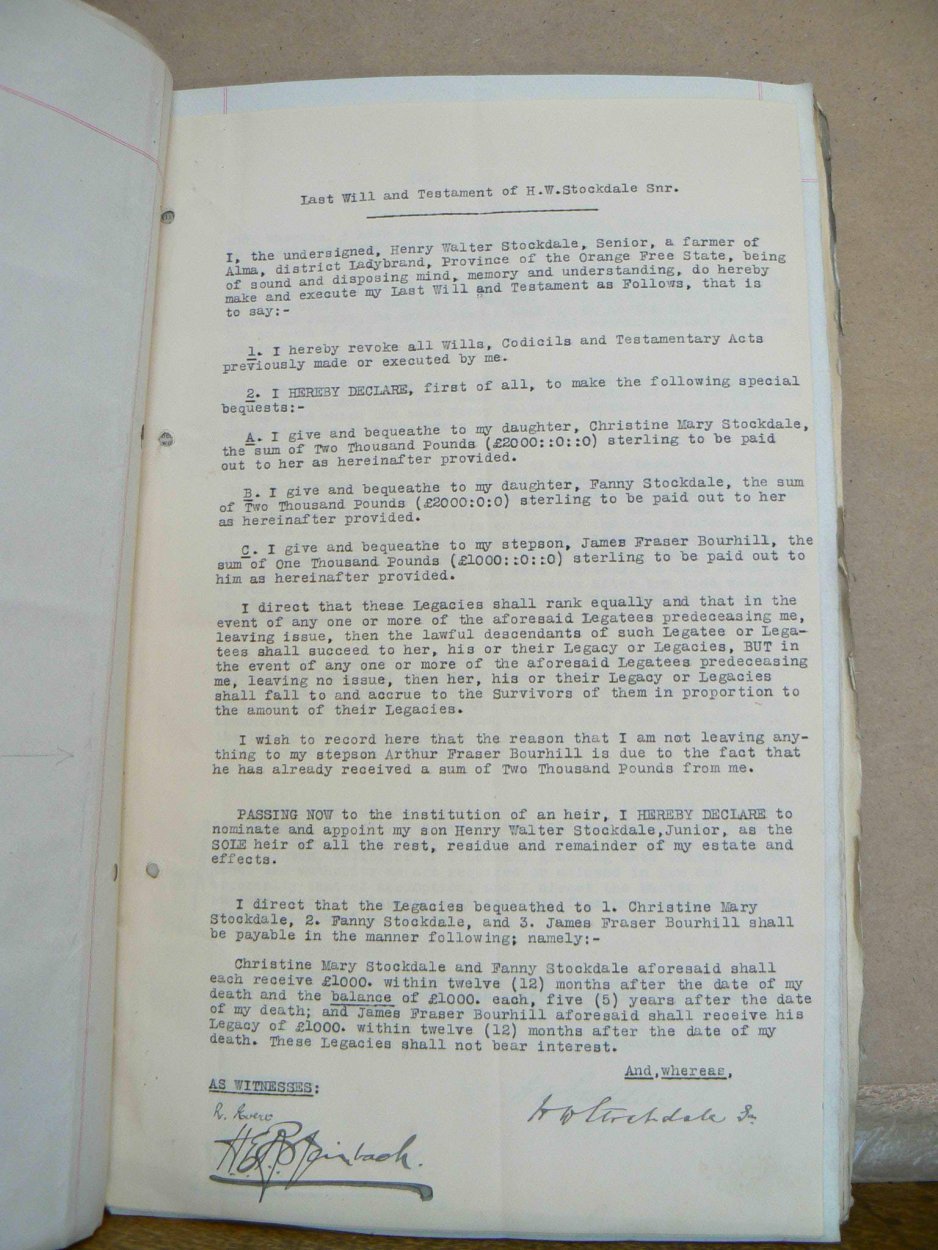 Last Will and Testament of H.W.Stockdale Snr.
I, the undersigned, Henry Walter Stockdale, Senior, a farmer of
Alma, district Ladybrand, Province of the Orange Free State, being
of sound and disposing mind, memory and understanding, do hereby
make and execute my Last Will and Testament as Follows, that is
to say:-
1. I hereby revoke all Wills, Codicils and Testamentary Acts
previously made or executed by me.
2. I HEREBY DECLARE, first of all, to make the following special
bequests:-
A. I give and bequeathe to my daughter, Christine Mary Stockdale,
the sum of Two Thousand Pounds (£2000::0::0) sterling to be paid
out to her as hereinafter provided.
B. I give and bequeathe to my daughter, Fanny Stockdale, the sum
of Two Thousand Pounds (£2000:0:0) sterling to be paid out to her
as hereinafter provided.
C. I give and bequeathe to my stepson, James Fraser Bourhill, the
sum of One Thousand Pounds (£1000::0::0) sterling to be paid out to
him as hereinafter provided.
I direct that these Legacies shall rank equally and that in the
event of any one or more of the aforesaid Legatees predeceasing me,
leaving issue, then the lawful descendants of such Legatee or Lega-
tees shall succeed to her, his or their Legacy or Legacies, BUT in
the event of any one or more of the aforesaid Legatees predeceasing
me, leaving no issue, then her, his or their Legacy or Legacies
shall fall to and accrue to the Survivors of them in proportion to
the amount of their Legacies.
I wish to record here that the reason that I am not leaving any-
thing to my stepson Arthur Fraser Bourhill is due to the fact that
he has already received a sum of Two Thousand Pounds from me.
PASSING NOW to the institution of an heir, I HEREBY DECLARE to
nominate and appoint my son Henry Walter Stockdale,Junior, as the
SOLE heir of all the rest, residue and remainder of my estate and
effects.
I direct that the Legacies bequeathed to 1. Christine Mary
Stockdale, 2. Fanny Stockdale, and 3. James Fraser Bourhill shall
be payable in the manner following; namely:-
Christine Mary Stockdale and Fanny Stockdale aforesaid shall
each receive £1000. within twelve (12) months after the date of my
death and the balance of £1000. each, five (5) years after the date
of my death; and James Fraser Bourhill aforesaid shall receive his
Legacy of £1000. within twelve (12) months after the date of my
death. These Legacies shall not bear interest.
And,whereas,
AS WITNESSES:
H W Stockdale Sr